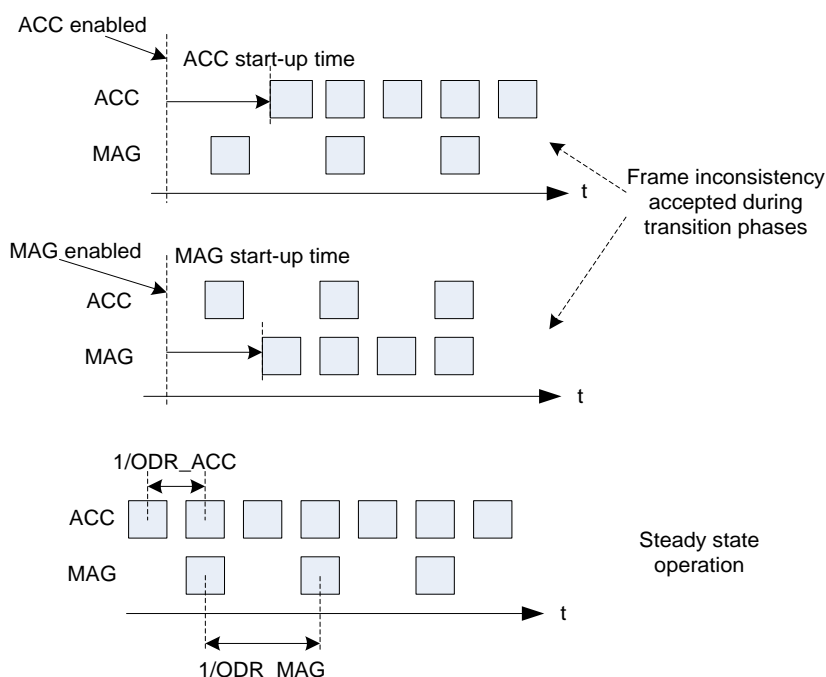 ACC enabled
ACC start-up time
ACC
MAG
t
Frame inconsistency
accepted during
transition phases
MAG enabled
MAG start-up time
ACC
MAG
t
1/ODR_ACC
ACC
MAG
Steady state
operation
t
1/ODR_MAG